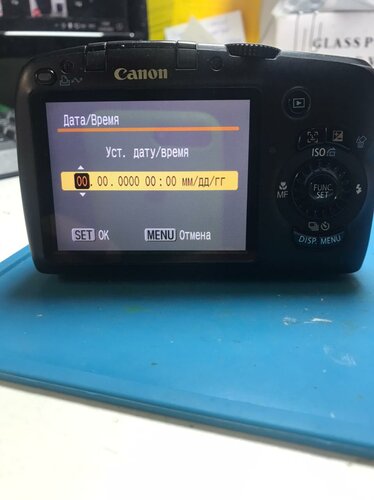 GLASS P
Canon
Дата/Время
Уст. дату/время
00.00.0000 00:00 мм/дд/гг
SET OK MENU Отмена
ISO
MF
FUNC.
SET
DISP. MENU